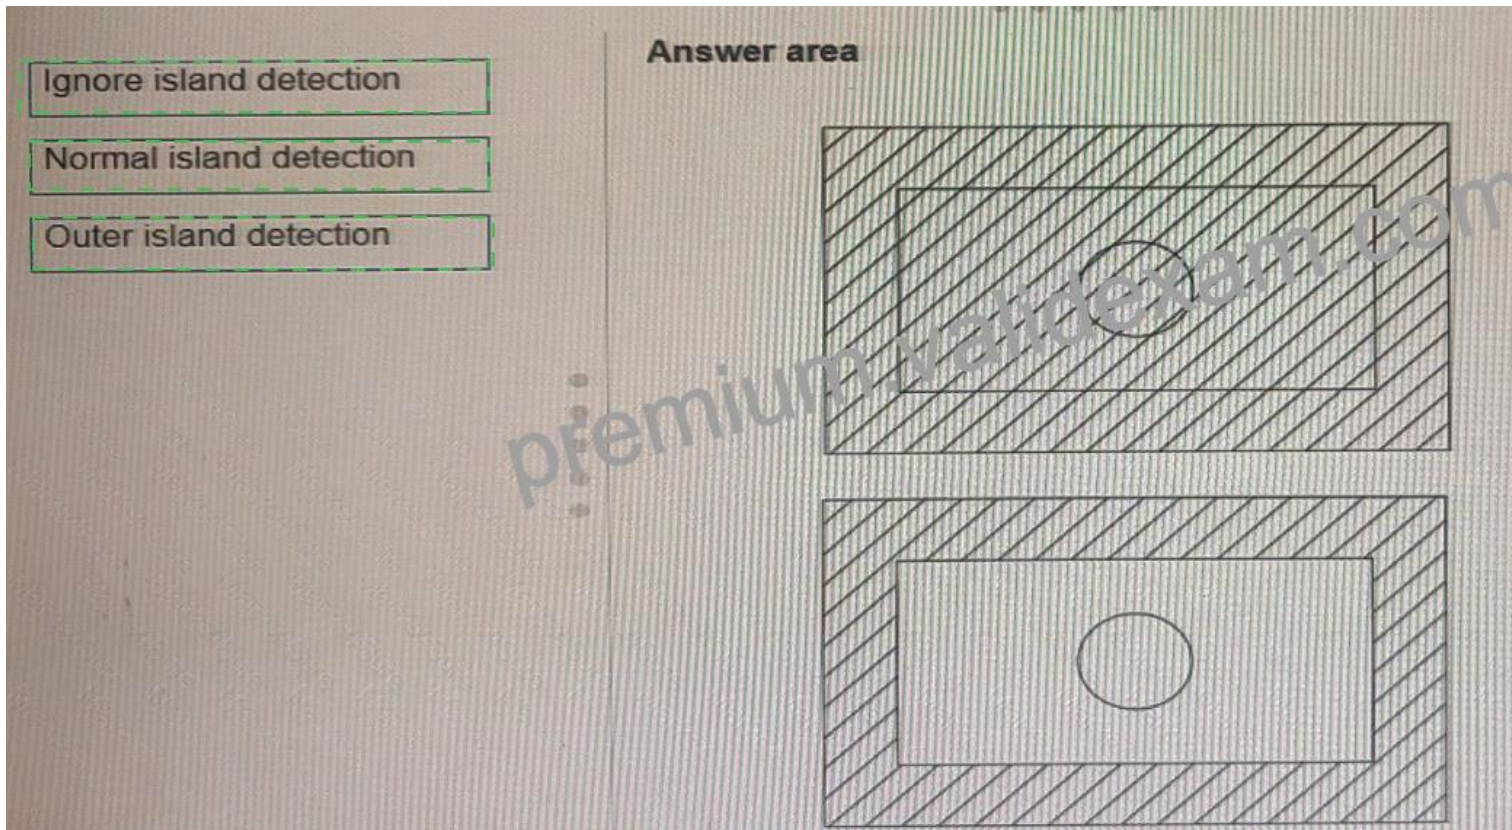 Answer area
Ignore island detection
Normal island detection
Outer island detection
premium.validexam.com